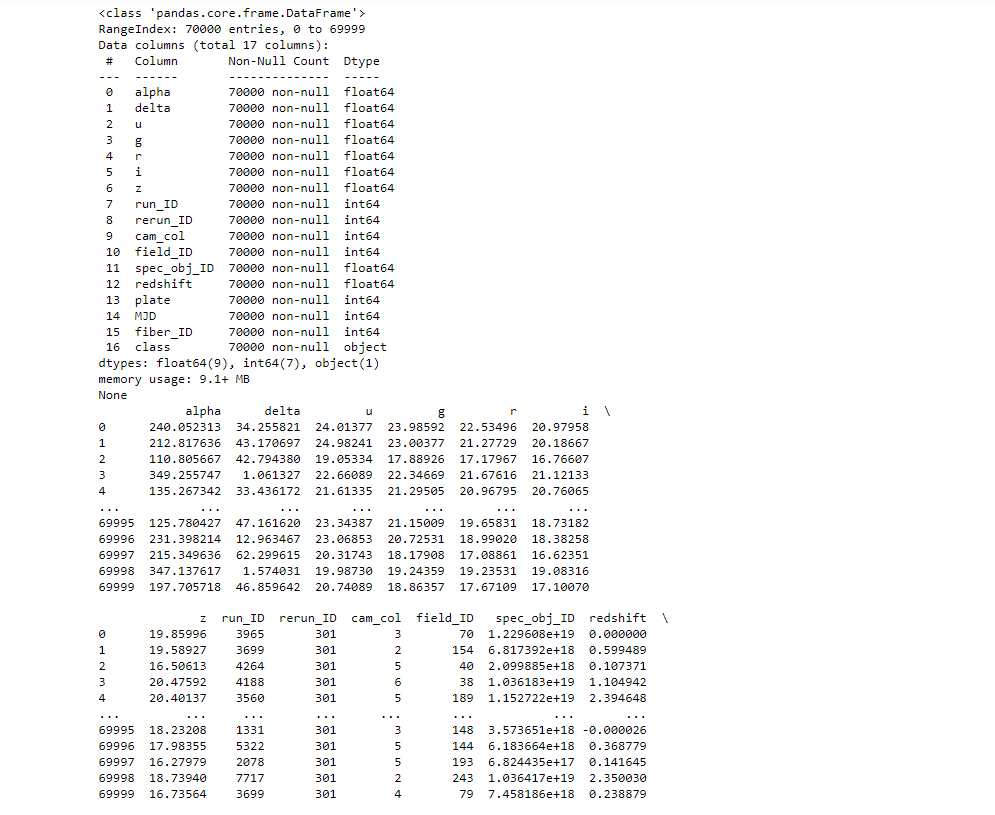 <class 'pandas.core.frame.DataFrame'>
RangeIndex: 70000 entries, 0 to 69999
Data columns (total 17 columns):
 #   Column       Non-Null Count  Dtype
---  ------       --------------  -----
 0   alpha        70000 non-null  float64
 1   delta        70000 non-null  float64
 2   u            70000 non-null  float64
 3   g            70000 non-null  float64
 4   r            70000 non-null  float64
 5   i            70000 non-null  float64
 6   z            70000 non-null  float64
 7   run_ID       70000 non-null  int64
 8   rerun_ID     70000 non-null  int64
 9   cam_col      70000 non-null  int64
 10  field_ID     70000 non-null  int64
 11  spec_obj_ID  70000 non-null  float64
 12  redshift     70000 non-null  float64
 13  plate        70000 non-null  int64
 14  MJD          70000 non-null  int64
 15  fiber_ID     70000 non-null  int64
 16  class        70000 non-null  object
dtypes: float64(9), int64(7), object(1)
memory usage: 9.1+ MB
None
            alpha      delta         u         g         r         i  \
0      240.052313  34.255821  24.01377  23.98592  22.53496  20.97958
1      212.817636  43.170697  24.98241  23.00377  21.27729  20.18667
2      110.805667  42.794380  19.05334  17.88926  17.17967  16.76607
3      349.255747   1.061327  22.66089  22.34669  21.67616  21.12133
4      135.267342  33.436172  21.61335  21.29505  20.96795  20.76065
...           ...        ...       ...       ...       ...       ...
69995  125.780427  47.161620  23.34387  21.15009  19.65831  18.73182
69996  231.398214  12.963467  23.06853  20.72531  18.99020  18.38258
69997  215.349636  62.299615  20.31743  18.17908  17.08861  16.62351
69998  347.137617   1.574031  19.98730  19.24359  19.23531  19.08316
69999  197.705718  46.859642  20.74089  18.86357  17.67109  17.10070
              z  run_ID  rerun_ID  cam_col  field_ID   spec_obj_ID  redshift  \
0      19.85996    3965       301        3        70  1.229608e+19  0.000000
1      19.58927    3699       301        2       154  6.817392e+18  0.599489
2      16.50613    4264       301        5        40  2.099885e+18  0.107371
3      20.47592    4188       301        6        38  1.036183e+19  1.104942
4      20.40137    3560       301        5       189  1.152722e+19  2.394648
...         ...     ...       ...      ...       ...           ...       ...
69995  18.23208    1331       301        3       148  3.573651e+18 -0.000026
69996  17.98355    5322       301        5       144  6.183664e+18  0.368779
69997  16.27979    2078       301        5       193  6.824435e+17  0.141645
69998  18.73940    7717       301        2       243  1.036417e+19  2.350030
69999  16.73564    3699       301        4        79  7.458186e+18  0.238879